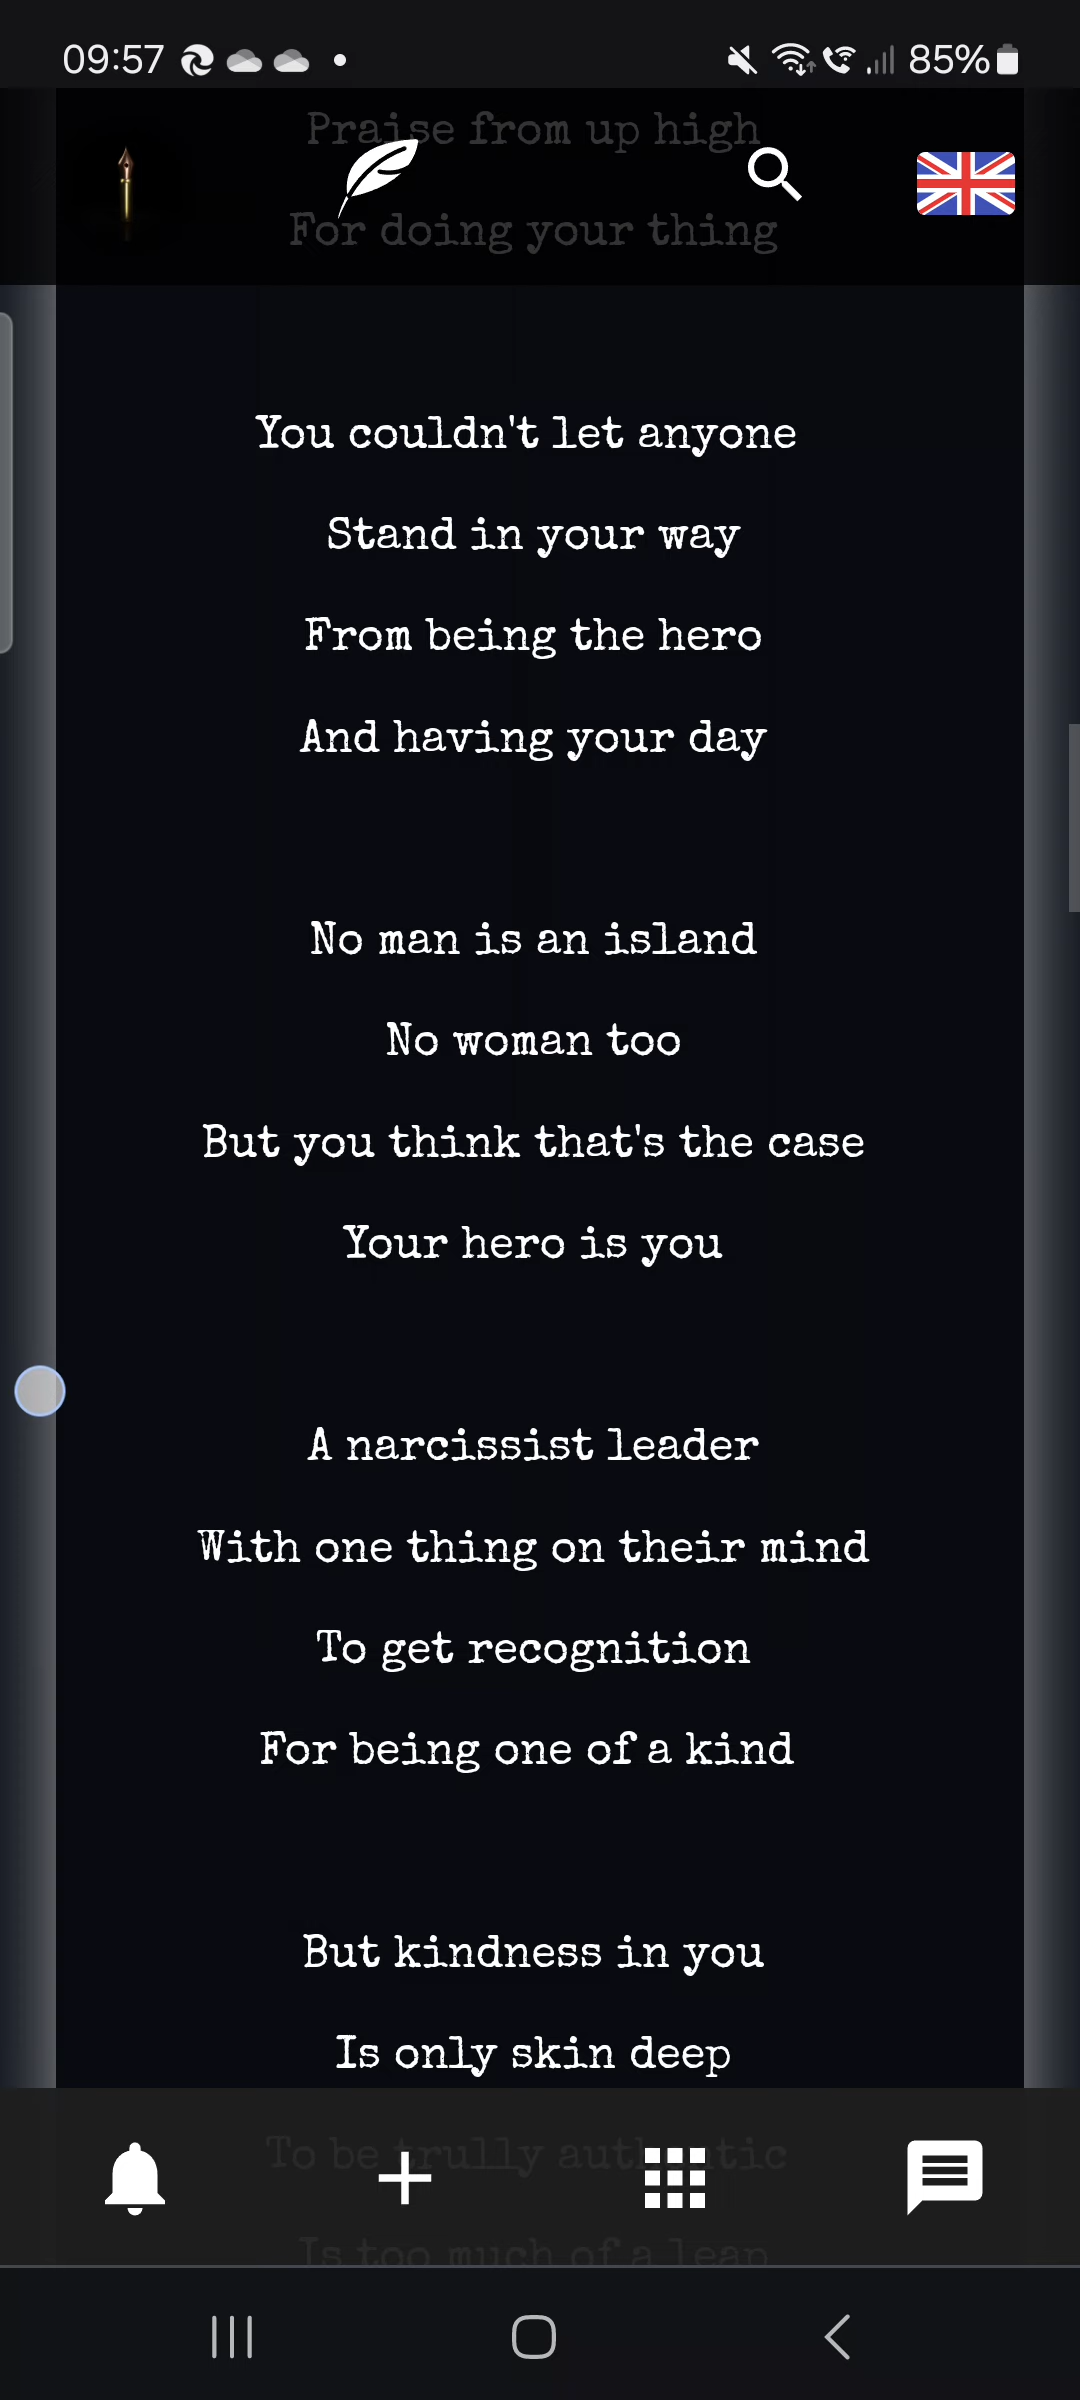 09:57
85%
Praise from up high
For doing your thing
You couldn't let anyone
Stand in your way
From being the hero
And having your day
No man is an island
No woman too
But you think that's the case
Your hero is you
A narcissist leader
With one thing on their mind
To get recognition
For being one of a kind
But kindness in you
Is only skin deep
To be trully authentic
Is too much of a leap